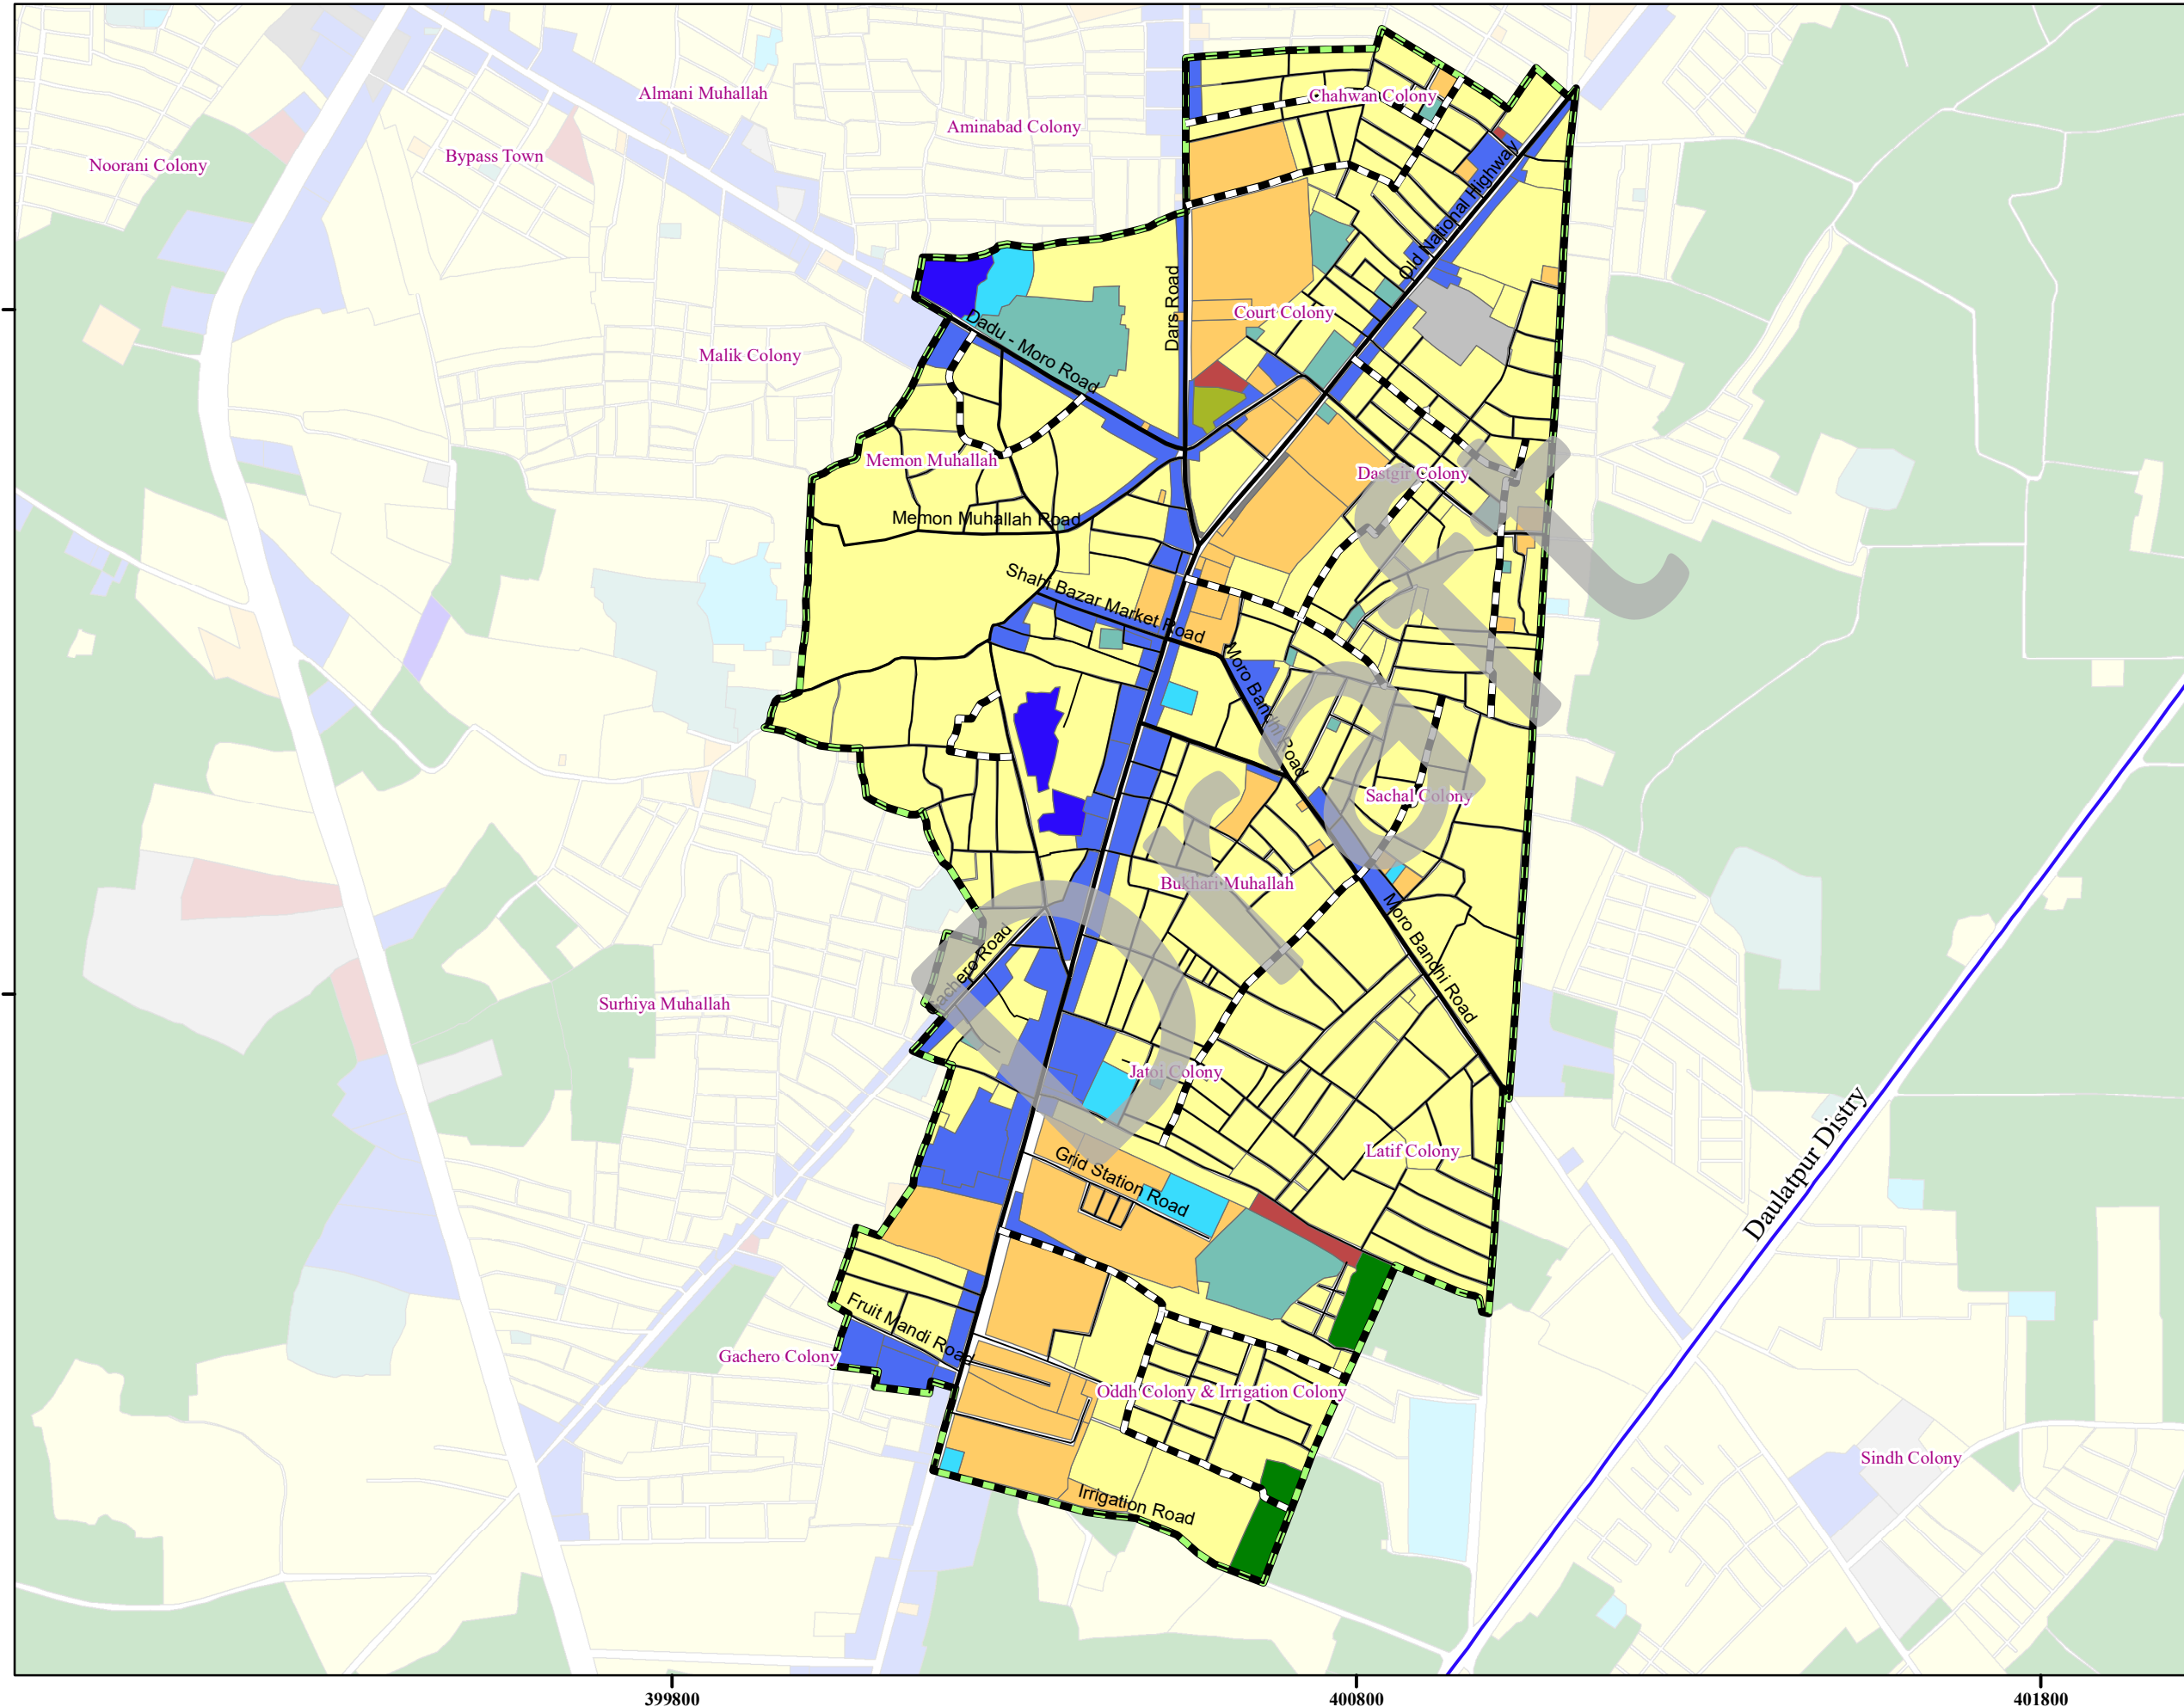 Chahwan Colony
Almani Muhallah
Aminabad Colony
Bypass Town
Noorani Colony
Old National Highway
Dars Road
Court Colony
Dadu - Moro Road
Malik Colony
Memon Muhallah
Dastgir Colony
Memon Muhallah Road
Shahi Bazar Market Road
Moro Bandhi Road
Sachal Colony
Bukhari Muhallah
Moro Bandhi Road
Gachero Road
Surhiya Muhallah
Jatoi Colony
Latif Colony
Grid Station Road
Daulatpur Distry
Fruit Mandi Road
Gachero Colony
Oddh Colony & Irrigation Colony
Sindh Colony
Irrigation Road
Draft
399800
400800
401800